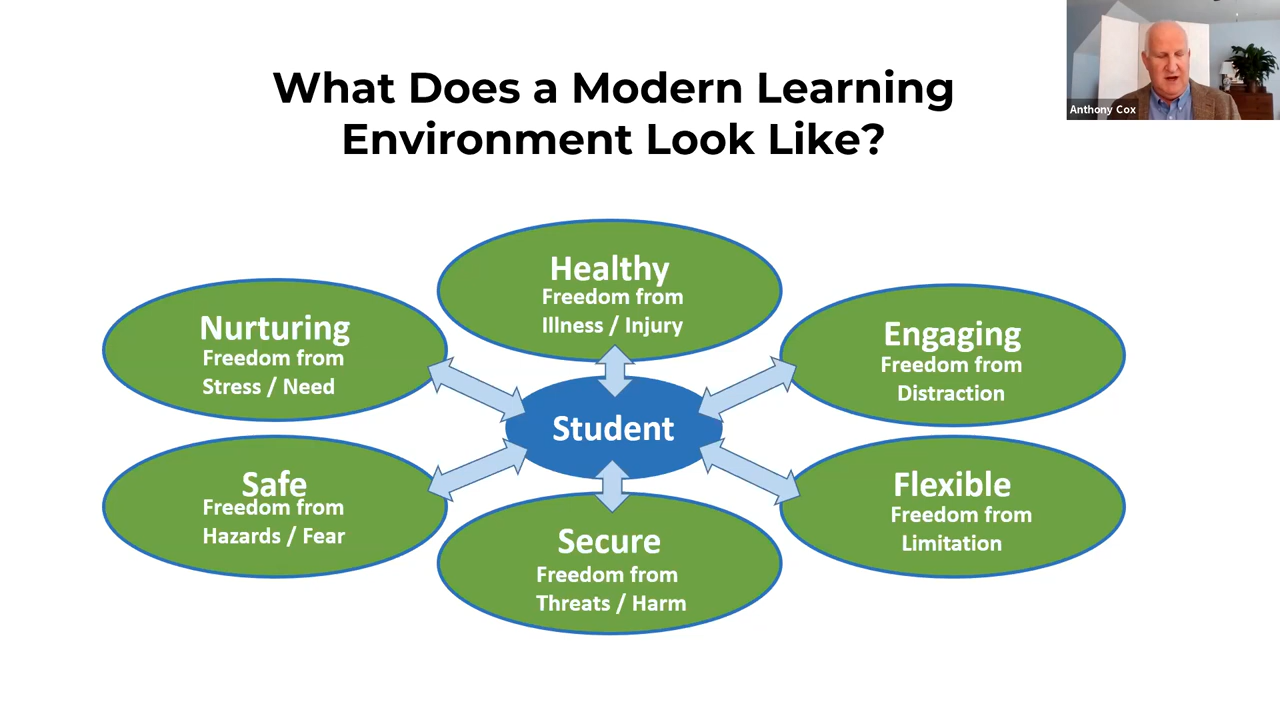 What Does a Modern Learning
Environment Look Like?
Anthony Cox
Healthy
Freedom from
Illness / Injury
Nurturing
Freedom from
Stress / Need
Engaging
Freedom from
Distraction
Student
Safe
Freedom from
Hazards / Fear
Secure
Freedom from
Threats / Harm
Flexible
Freedom from
Limitation